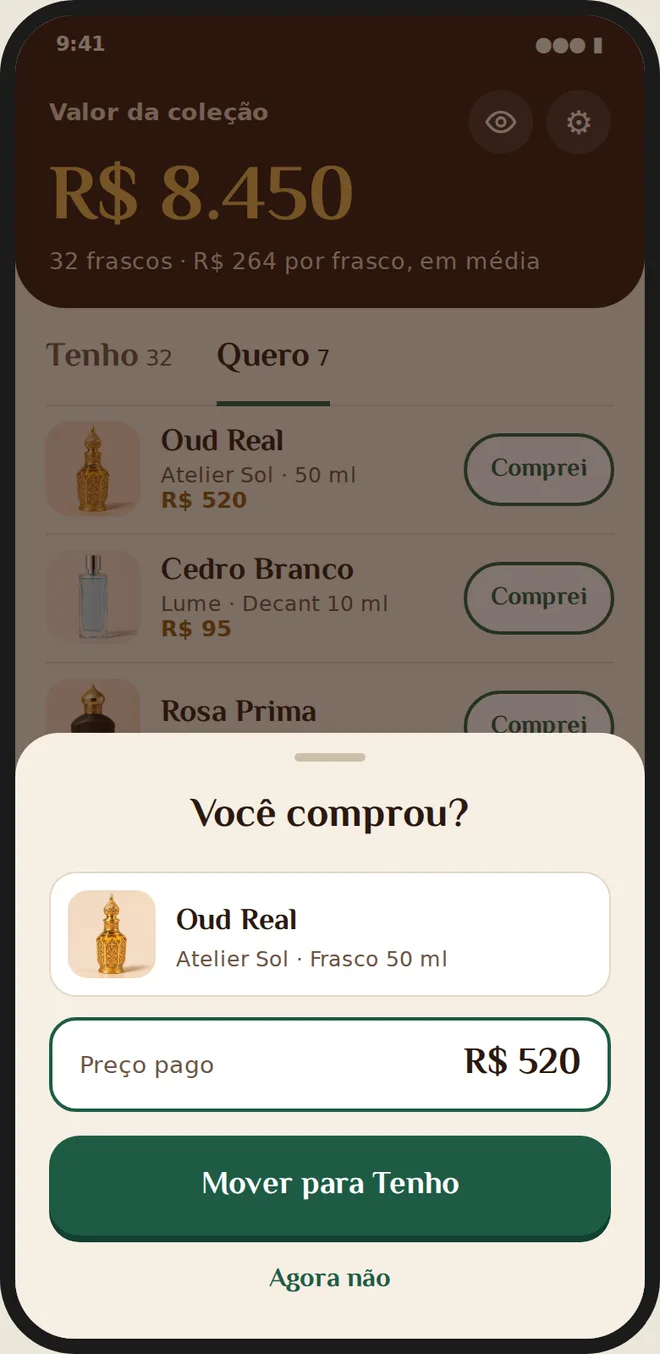 9:41
Valor da coleção
R$ 8.450
32 frascos · R$ 264 por frasco, em média
Tenho 32
Quero 7
Oud Real
Atelier Sol · 50 ml
R$ 520
Comprei
Cedro Branco
Lume · Decant 10 ml
R$ 95
Comprei
Rosa Prima
Comprei
Você comprou?
Oud Real
Atelier Sol · Frasco 50 ml
Preço pago
R$ 520
Mover para Tenho
Agora não